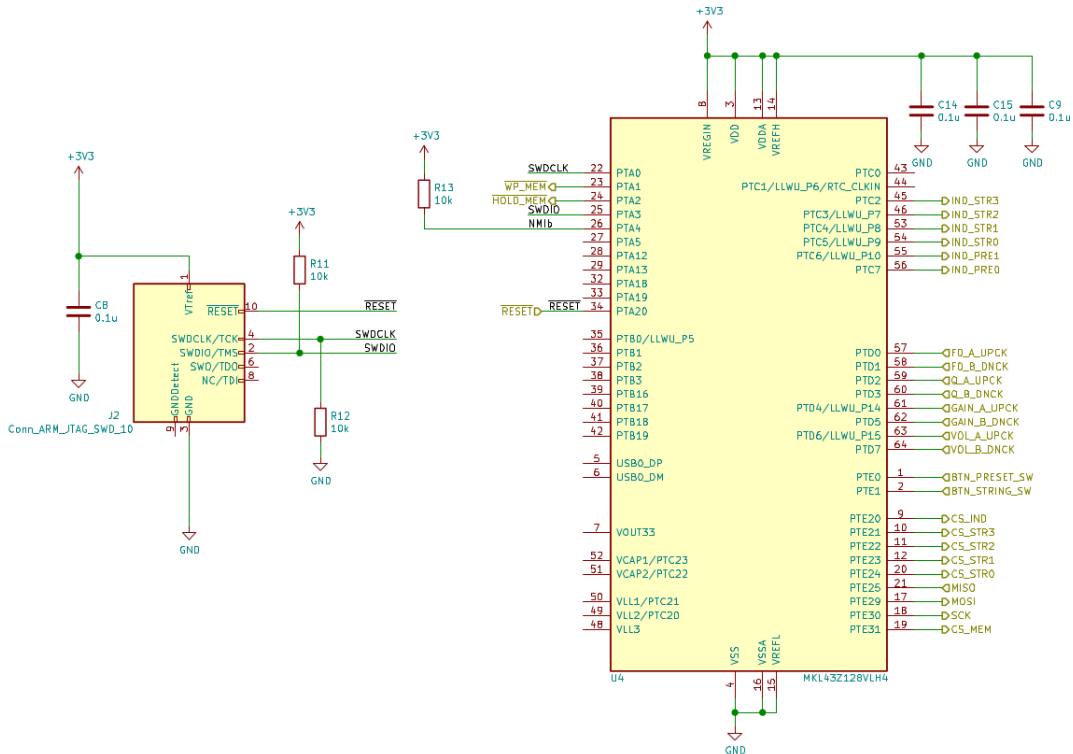 +3V3
+3V3
+3V3
+3V3
R13
10k
R11
10k
C8
0.1u
GND
1
VTref
RESET 10
SWDCLK/TCK 4
SWDIO/TMS 2
SWO/TDO 6
NC/TDI 8
GNDDetect
GND
9
3
J2
Conn_ARM_JTAG_SWD_10
RESET
SWDCLK
SWDIO
R12
10k
GND
GND
8
3
13
14
VREGIN
VDD
VDDA
VREFH
C14
0.1u
C15
0.1u
C9
0.1u
GND
GND
GND
SWDCLK 22 PTA0
WP_MEM 23 PTA1
HOLD_MEM 24 PTA2
SWDIO 25 PTA3
NMIb 26 PTA4
27 PTA5
28 PTA12
29 PTA13
32 PTA18
33 PTA19
RESET RESET 34 PTA20
35 PTB0/LLWU_P5
36 PTB1
37 PTB2
38 PTB3
39 PTB16
40 PTB17
41 PTB18
42 PTB19
5 USB0_DP
6 USB0_DM
7 VOUT33
52 VCAP1/PTC23
51 VCAP2/PTC22
50 VLL1/PTC21
49 VLL2/PTC20
48 VLL3
PTC0 43
PTC1/LLWU_P6/RTC_CLKIN 44
PTC2 45 IND_STR3
PTC3/LLWU_P7 46 IND_STR2
PTC4/LLWU_P8 53 IND_STR1
PTC5/LLWU_P9 54 IND_STR0
PTC6/LLWU_P10 55 IND_PRE1
PTC7 56 IND_PRE0
PTD0 57 F0_A_UPCK
PTD1 58 F0_B_DNCK
PTD2 59 Q_A_UPCK
PTD3 60 Q_B_DNCK
PTD4/LLWU_P14 61 GAIN_A_UPCK
PTD5 62 GAIN_B_DNCK
PTD6/LLWU_P15 63 VOL_A_UPCK
PTD7 64 VOL_B_DNCK
PTE0 1 BTN_PRESET_SW
PTE1 2 BTN_STRING_SW
PTE20 9 CS_IND
PTE21 10 CS_STR3
PTE22 11 CS_STR2
PTE23 12 CS_STR1
PTE24 20 CS_STR0
PTE25 21 MISO
PTE29 17 MOSI
PTE30 18 SCK
PTE31 19 CS_MEM
VSS
VSSA
VREFL
4
16
15
U4
MKL43Z128VLH4
GND